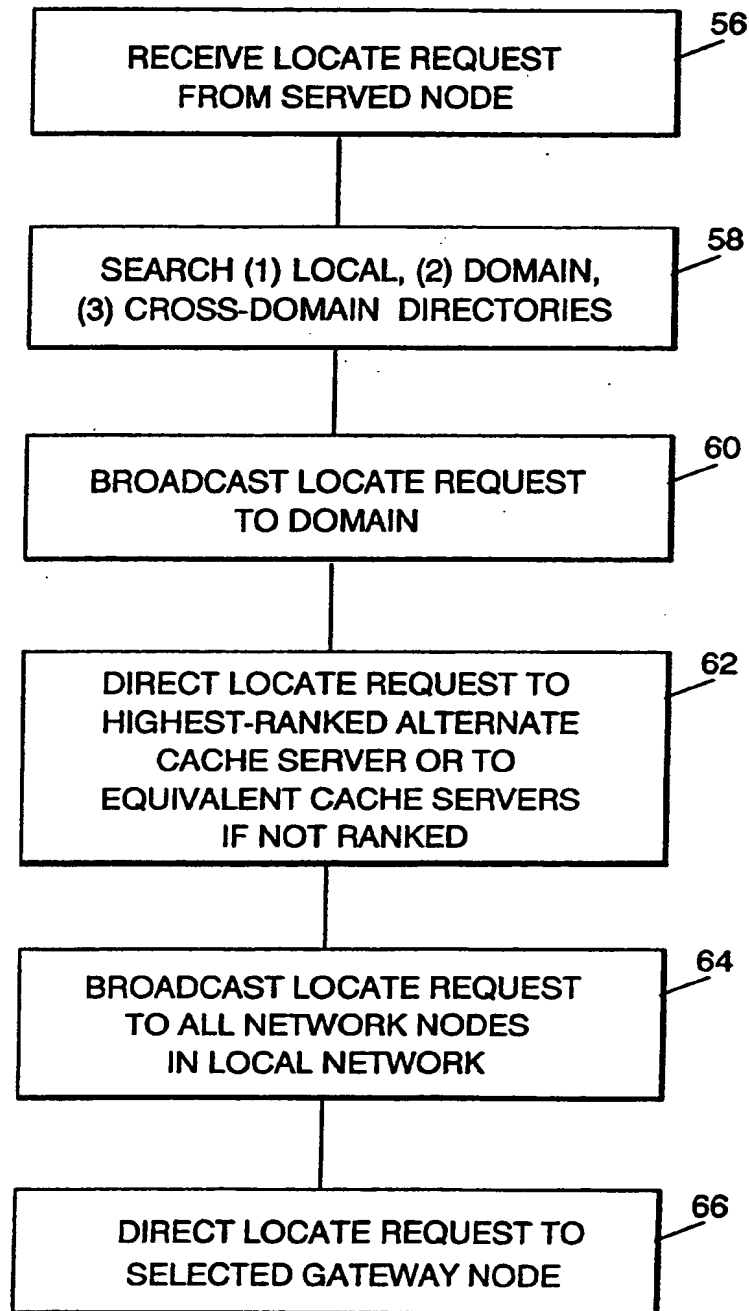 56
RECEIVE LOCATE REQUEST
FROM SERVED NODE
58
SEARCH (1) LOCAL, (2) DOMAIN,
(3) CROSS-DOMAIN DIRECTORIES
60
BROADCAST LOCATE REQUEST
TO DOMAIN
62
DIRECT LOCATE REQUEST TO
HIGHEST-RANKED ALTERNATE
CACHE SERVER OR TO
EQUIVALENT CACHE SERVERS
IF NOT RANKED
64
BROADCAST LOCATE REQUEST
TO ALL NETWORK NODES
IN LOCAL NETWORK
66
DIRECT LOCATE REQUEST TO
SELECTED GATEWAY NODE